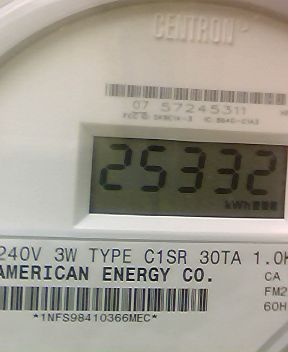 CENTRON®
07 57245311
25332
kWh
240V 3W TYPE C1SR 30TA 1.0K
AMERICAN ENERGY CO.
CA
FM2
60H
*1NFS98410366MEC*